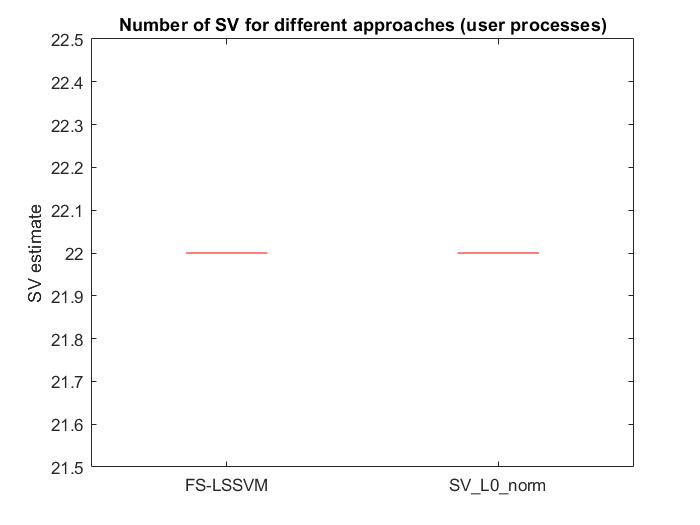 Number of SV for different approaches (user processes)
SV estimate
22.5
22.4
22.3
22.2
22.1
22
21.9
21.8
21.7
21.6
21.5
FS-LSSVM
SV_L0_norm